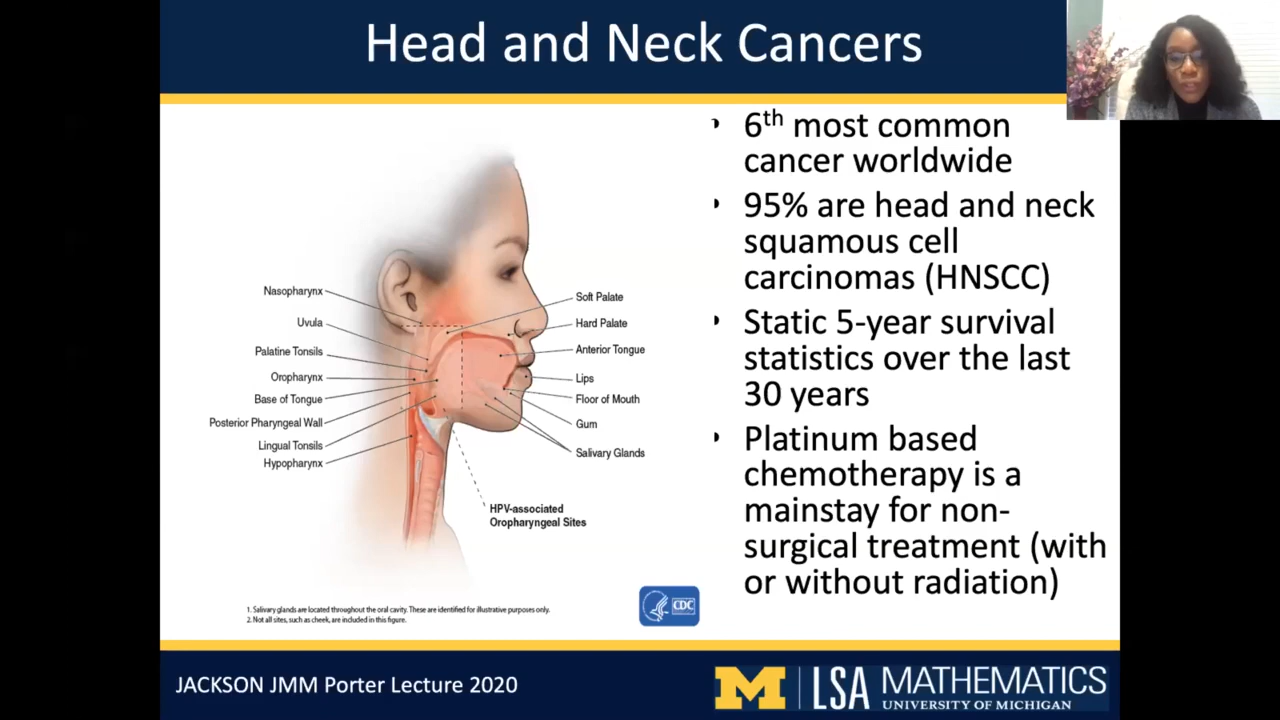 Head and Neck Cancers
6th most common
cancer worldwide
95% are head and neck
squamous cell
carcinomas (HNSCC)
Static 5-year survival
statistics over the last
30 years
Platinum based
chemotherapy is a
mainstay for non-
surgical treatment (with
or without radiation)
Nasopharynx
Uvula
Palatine Tonsils
Oropharynx
Base of Tongue
Posterior Pharyngeal Wall
Lingual Tonsils
Hypopharynx
Soft Palate
Hard Palate
Anterior Tongue
Lips
Floor of Mouth
Gum
Salivary Glands
HPV-associated
Oropharyngeal Sites
1. Salivary glands are located throughout the oral cavity. These are identified for illustrative purposes only.
2. Not all sites, such as cheek, are included in this figure.
CDC
JACKSON JMM Porter Lecture 2020
M LSA MATHEMATICS
UNIVERSITY OF MICHIGAN